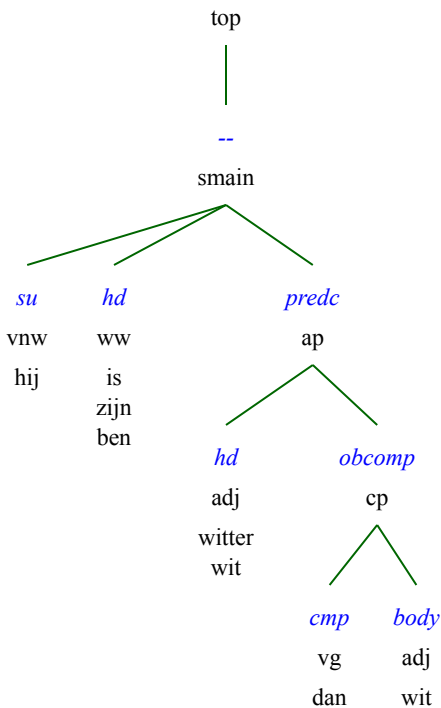 top
--
smain
su hd predc
vnw ww ap
hij is
zijn
ben
hd obcomp
adj cp
witter
wit
cmp body
vg adj
dan wit